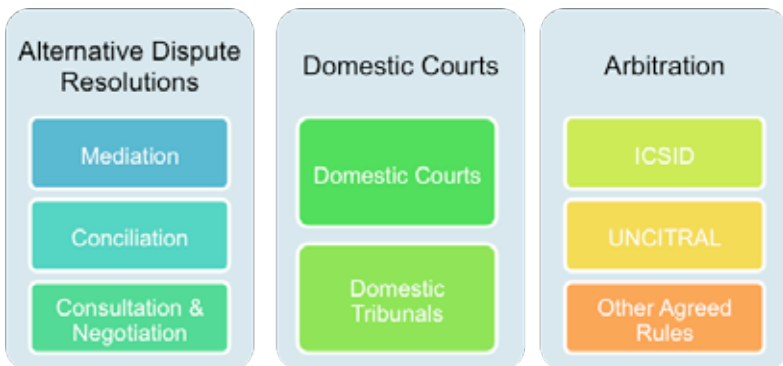 Alternative Dispute
Resolutions
Mediation
Conciliation
Consultation &
Negotiation
Domestic Courts
Domestic Courts
Domestic
Tribunals
Arbitration
ICSID
UNCITRAL
Other Agreed
Rules